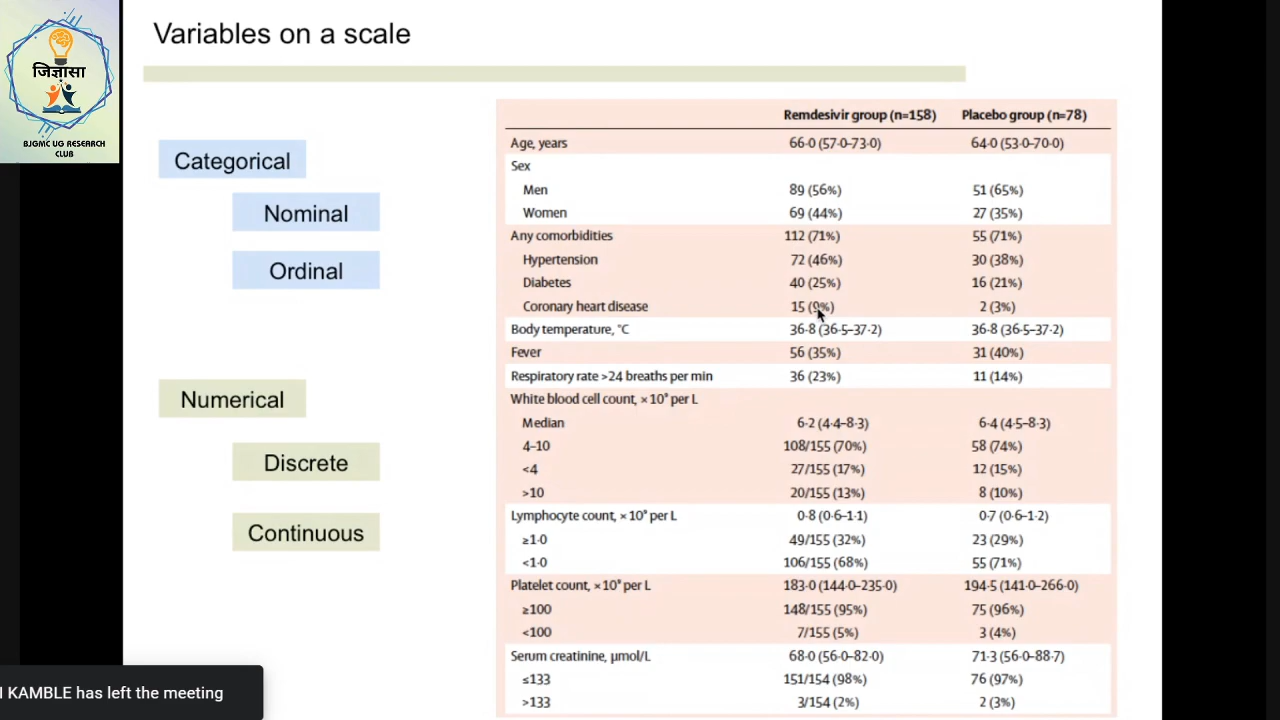 Variables on a scale
जिज्ञासा
BJGMC UG RESEARCH
CLUB
Categorical
Nominal
Ordinal
Numerical
Discrete
Continuous
Remdesivir group (n=158) Placebo group (n=78)
Age, years 66·0 (57·0–73·0) 64·0 (53·0–70·0)
Sex
Men 89 (56%) 51 (65%)
Women 69 (44%) 27 (35%)
Any comorbidities 112 (71%) 55 (71%)
Hypertension 72 (46%) 30 (38%)
Diabetes 40 (25%) 16 (21%)
Coronary heart disease 15 (9%) 2 (3%)
Body temperature, °C 36·8 (36·5–37·2) 36·8 (36·5–37·2)
Fever 56 (35%) 31 (40%)
Respiratory rate >24 breaths per min 36 (23%) 11 (14%)
White blood cell count, × 10⁹ per L
Median 6·2 (4·4–8·3) 6·4 (4·5–8·3)
4–10 108/155 (70%) 58 (74%)
<4 27/155 (17%) 12 (15%)
>10 20/155 (13%) 8 (10%)
Lymphocyte count, × 10⁹ per L 0·8 (0·6–1·1) 0·7 (0·6–1·2)
≥1·0 49/155 (32%) 23 (29%)
<1·0 106/155 (68%) 55 (71%)
Platelet count, × 10⁹ per L 183·0 (144·0–235·0) 194·5 (141·0–266·0)
≥100 148/155 (95%) 75 (96%)
<100 7/155 (5%) 3 (4%)
Serum creatinine, μmol/L 68·0 (56·0–82·0) 71·3 (56·0–88·7)
≤133 151/154 (98%) 76 (97%)
>133 3/154 (2%) 2 (3%)
I KAMBLE has left the meeting